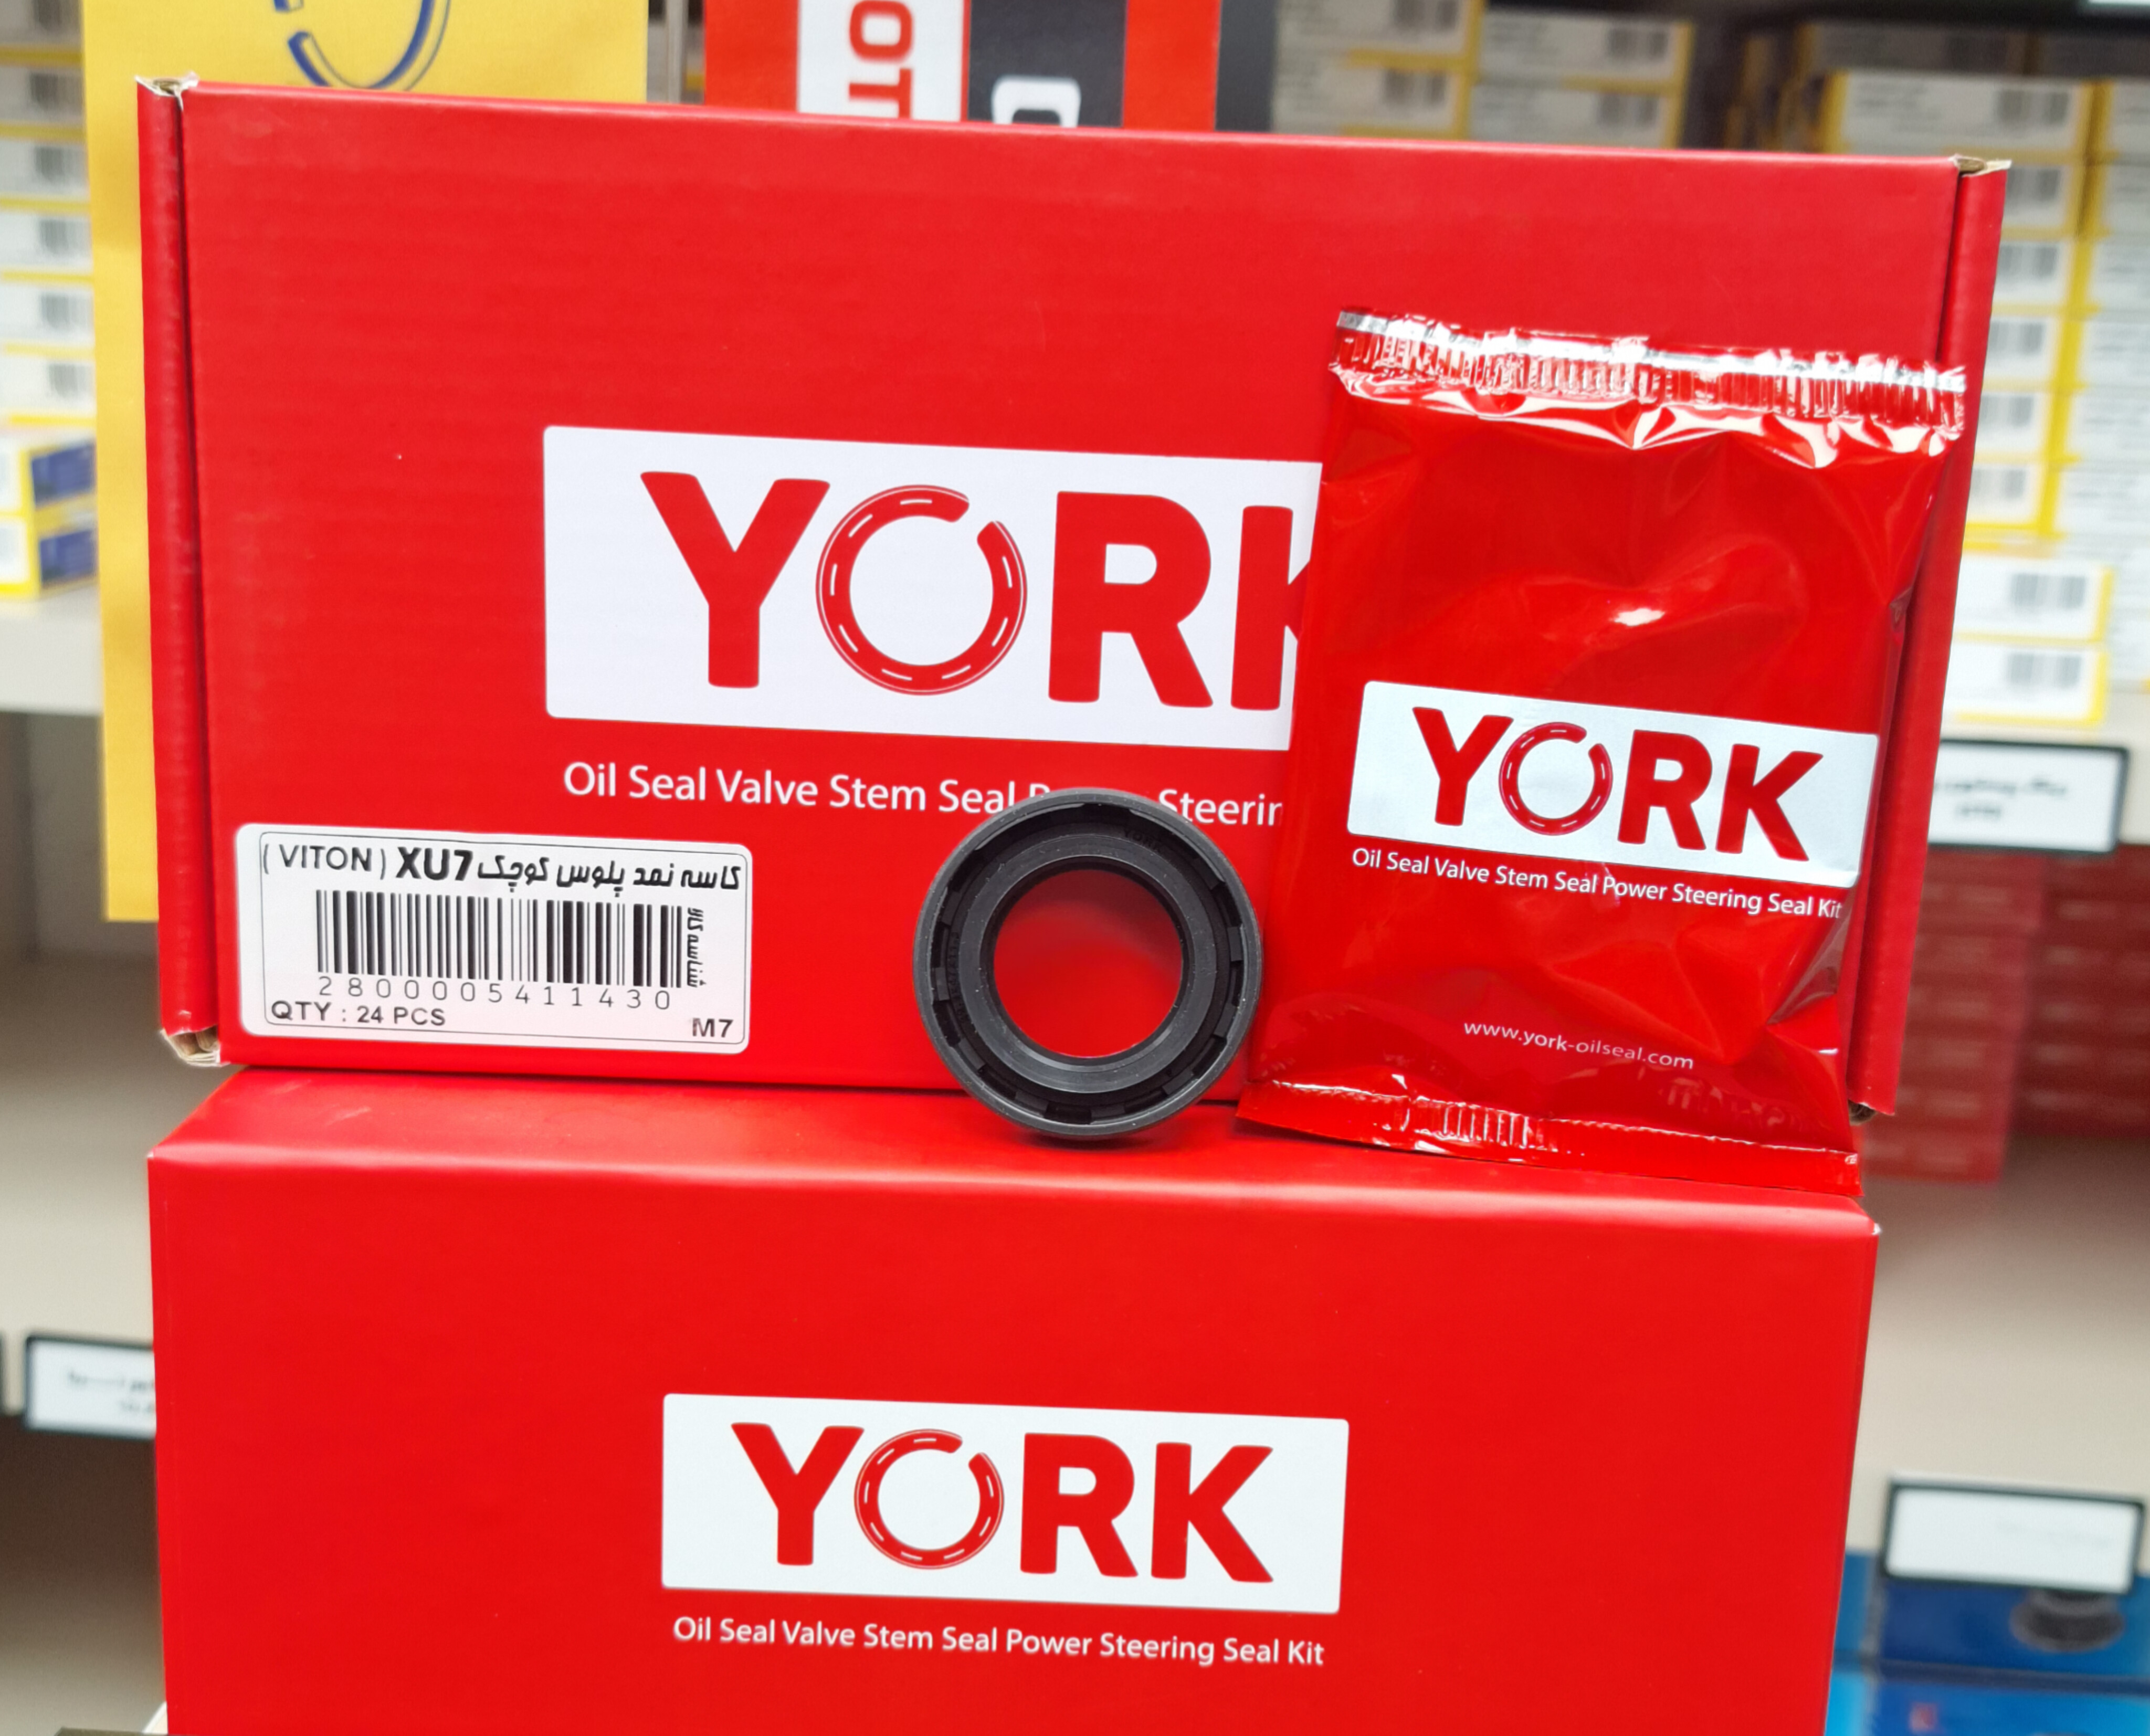 OT
YORK
Oil Seal Valve Stem Seal Steerin
کاسه نمد پلوس کوچک XU7 ( VITON )
شناسه کالا
2800005411430
QTY : 24 PCS
M7
YORK
Oil Seal Valve Stem Seal Power Steering Seal Kit
www.york-oilseal.com
YORK
Oil Seal Valve Stem Seal Power Steering Seal Kit